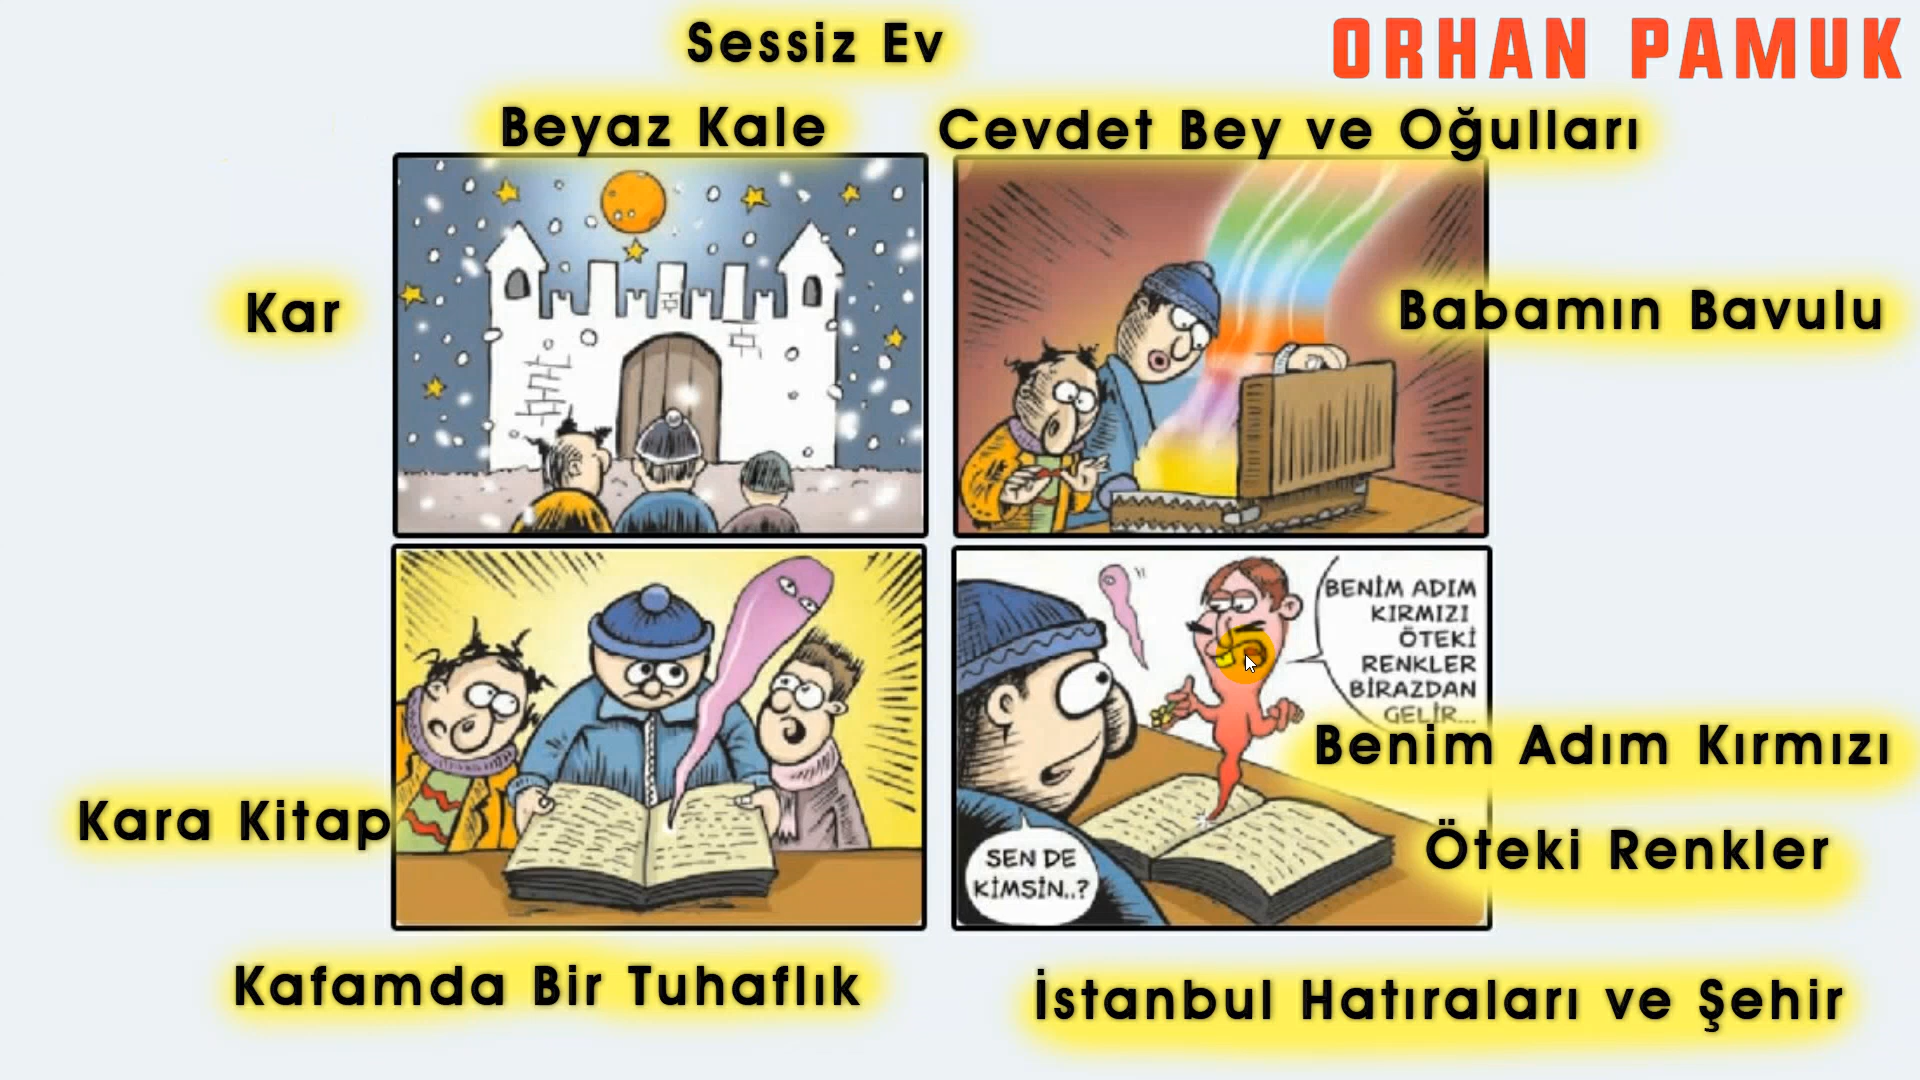 Sessiz Ev
ORHAN PAMUK
Beyaz Kale
Cevdet Bey ve Oğulları
Kar
Babamın Bavulu
BENİM ADIM
KIRMIZI
ÖTEKİ
RENKLER
BİRAZDAN
GELİR...
Benim Adım Kırmızı
Kara Kitap
Öteki Renkler
SEN DE
KİMSİN..?
Kafamda Bir Tuhaflık
İstanbul Hatıraları ve Şehir